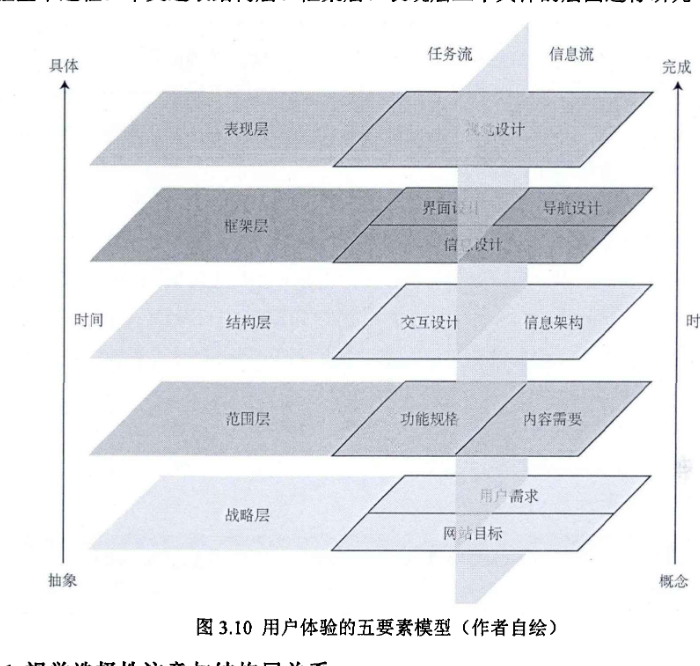 任务流 信息流
具体 完成
表现层 视觉设计
界面设计 导航设计
框架层
信息设计
时间 结构层 交互设计 信息架构 时
范围层 功能规格 内容需要
用户需求
战略层
网站目标
抽象 概念
图 3.10 用户体验的五要素模型（作者自绘）